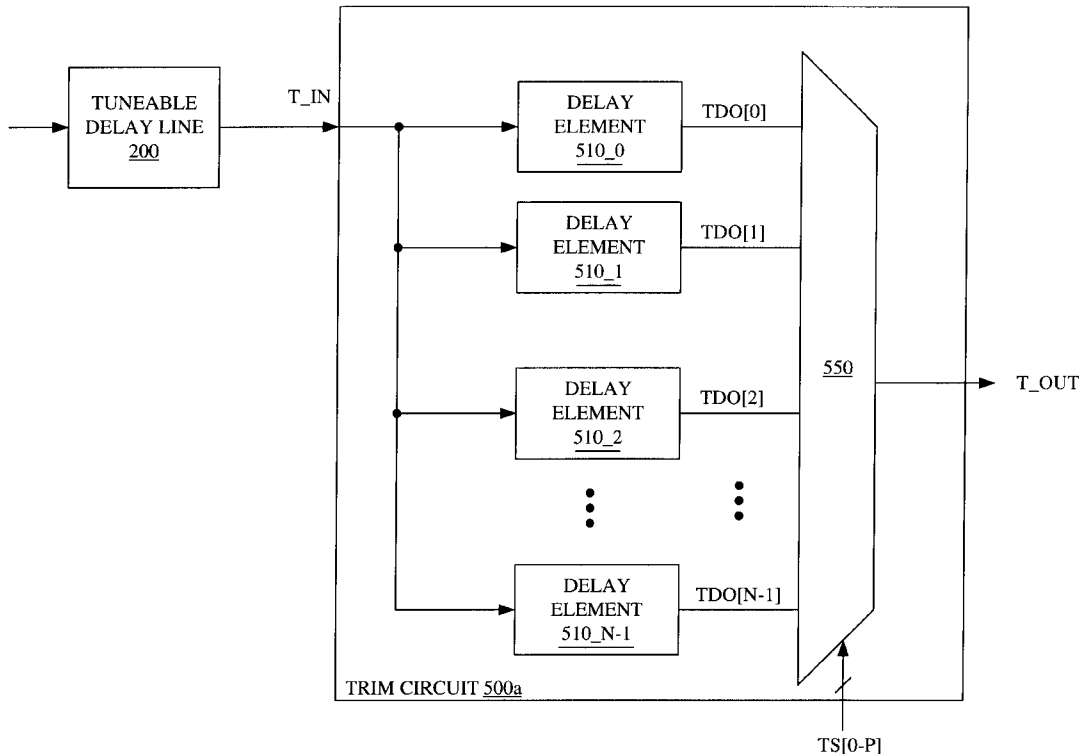 TUNEABLE
DELAY LINE
200
T_IN
DELAY
ELEMENT
510_0
TDO[0]
DELAY
ELEMENT
510_1
TDO[1]
DELAY
ELEMENT
510_2
TDO[2]
550
T_OUT
DELAY
ELEMENT
510_N-1
TDO[N-1]
TRIM CIRCUIT 500a
TS[0-P]